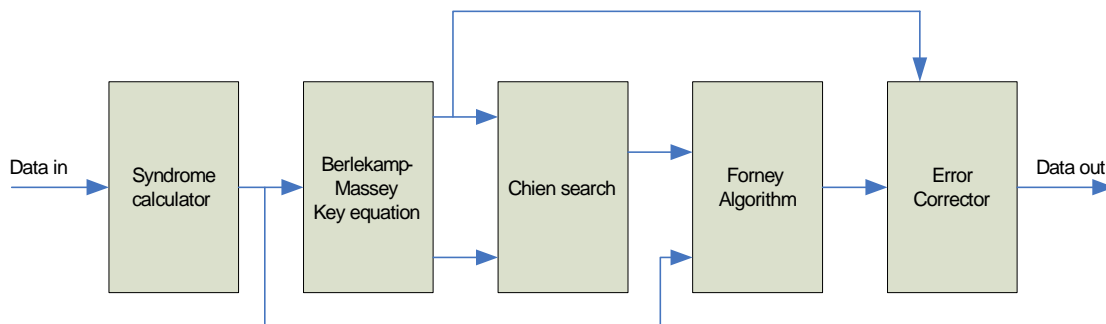 Data in
Syndrome
calculator
Berlekamp-
Massey
Key equation
Chien search
Forney
Algorithm
Error
Corrector
Data out